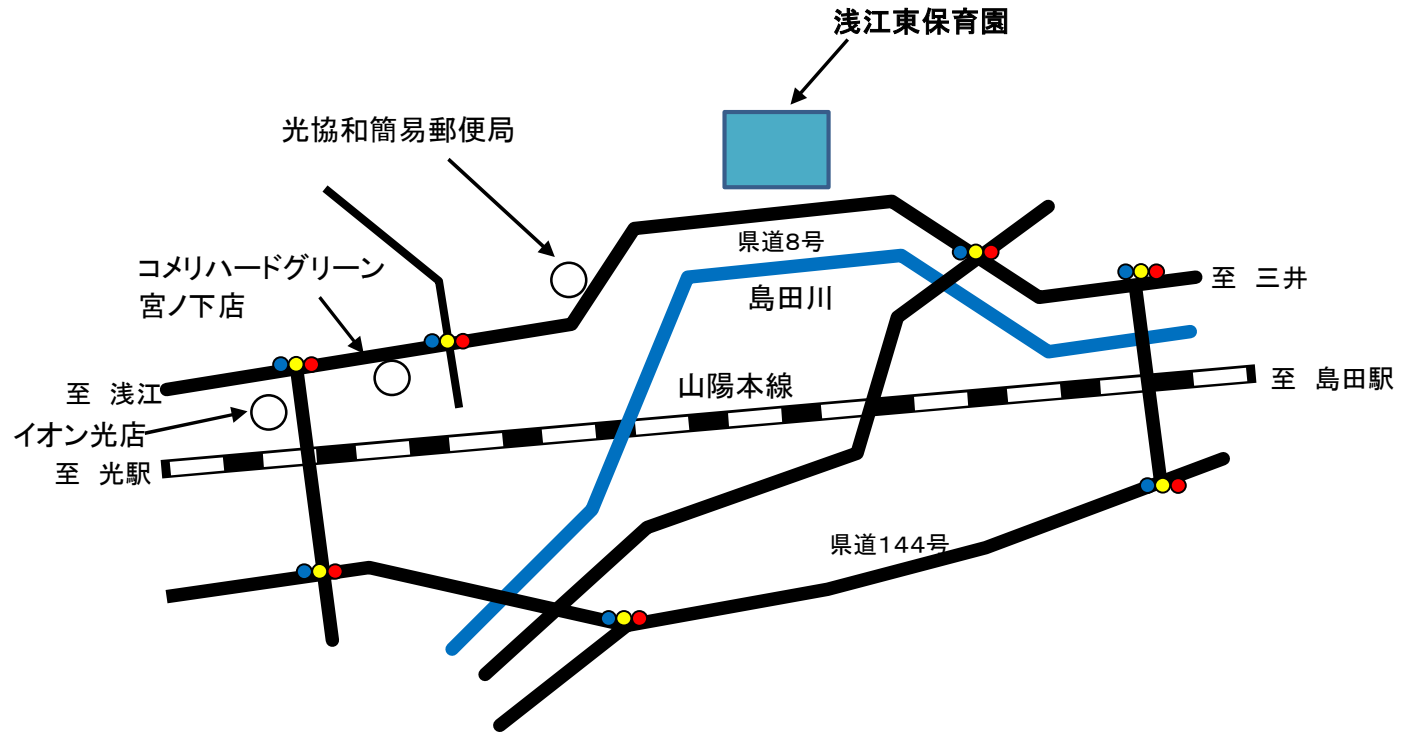 浅江東保育園
光協和簡易郵便局
県道8号
コメリハードグリーン
宮ノ下店
島田川
至 三井
至 浅江
山陽本線
至 島田駅
イオン光店
至 光駅
県道144号